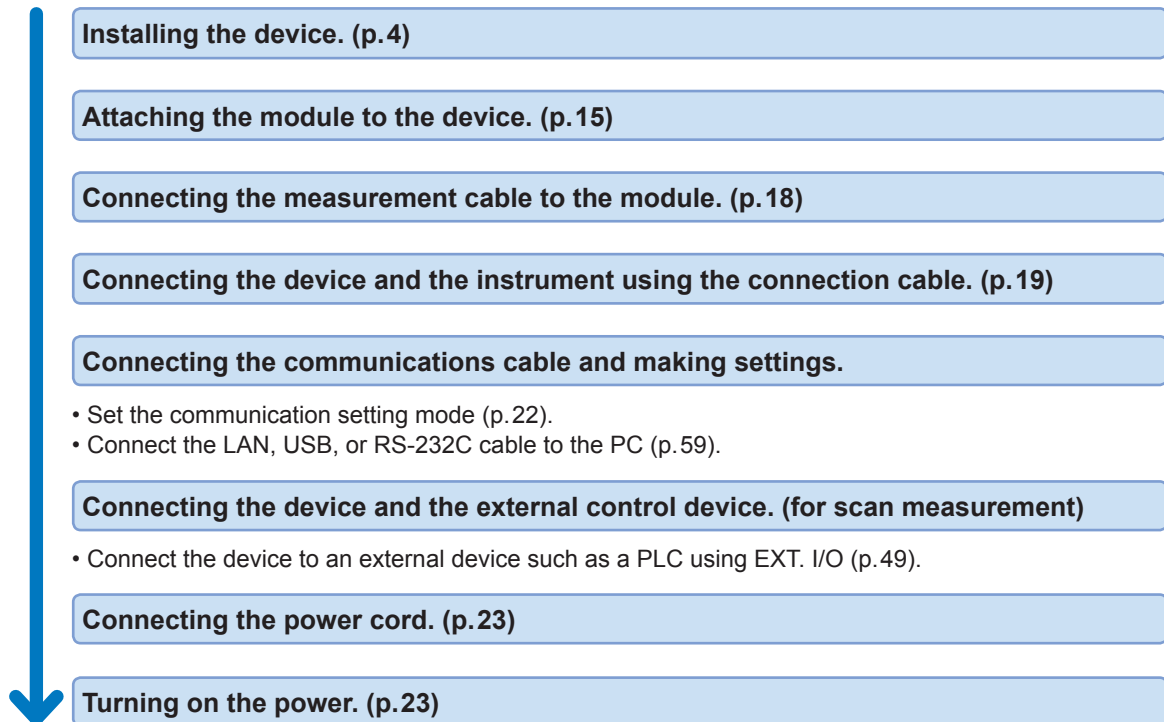 Installing the device. (p.4)
Attaching the module to the device. (p.15)
Connecting the measurement cable to the module. (p.18)
Connecting the device and the instrument using the connection cable. (p.19)
Connecting the communications cable and making settings.
• Set the communication setting mode (p.22).
• Connect the LAN, USB, or RS-232C cable to the PC (p.59).
Connecting the device and the external control device. (for scan measurement)
• Connect the device to an external device such as a PLC using EXT. I/O (p.49).
Connecting the power cord. (p.23)
Turning on the power. (p.23)